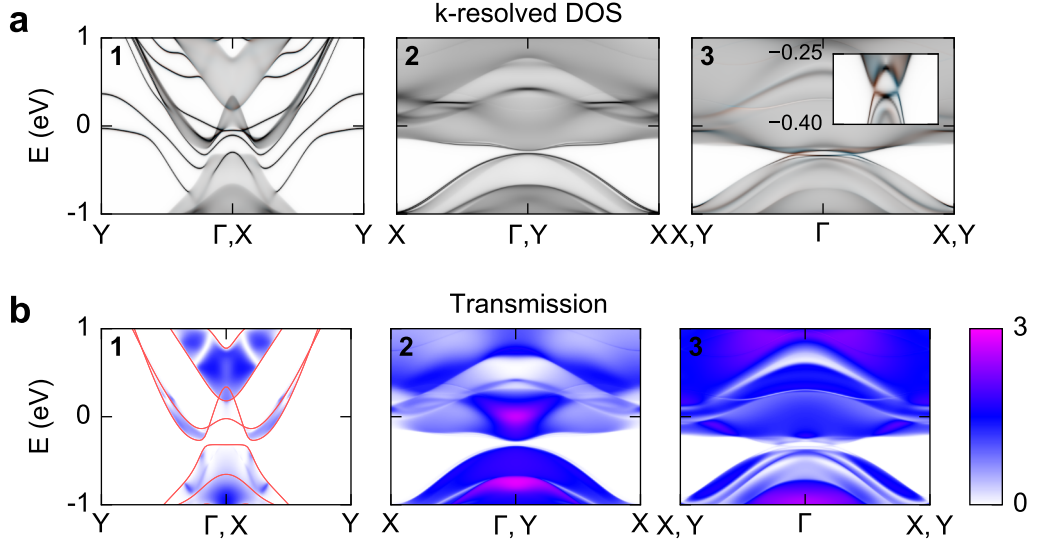 a
k-resolved DOS
1
1
2
3
−0.25
−0.40
E (eV)
0
-1
Y
Γ,X
Y
X
Γ,Y
X
X,Y
Γ
X,Y
b
Transmission
1
1
2
3
3
E (eV)
0
0
-1
Y
Γ, X
Y
X
Γ, Y
X
X, Y
Γ
X, Y